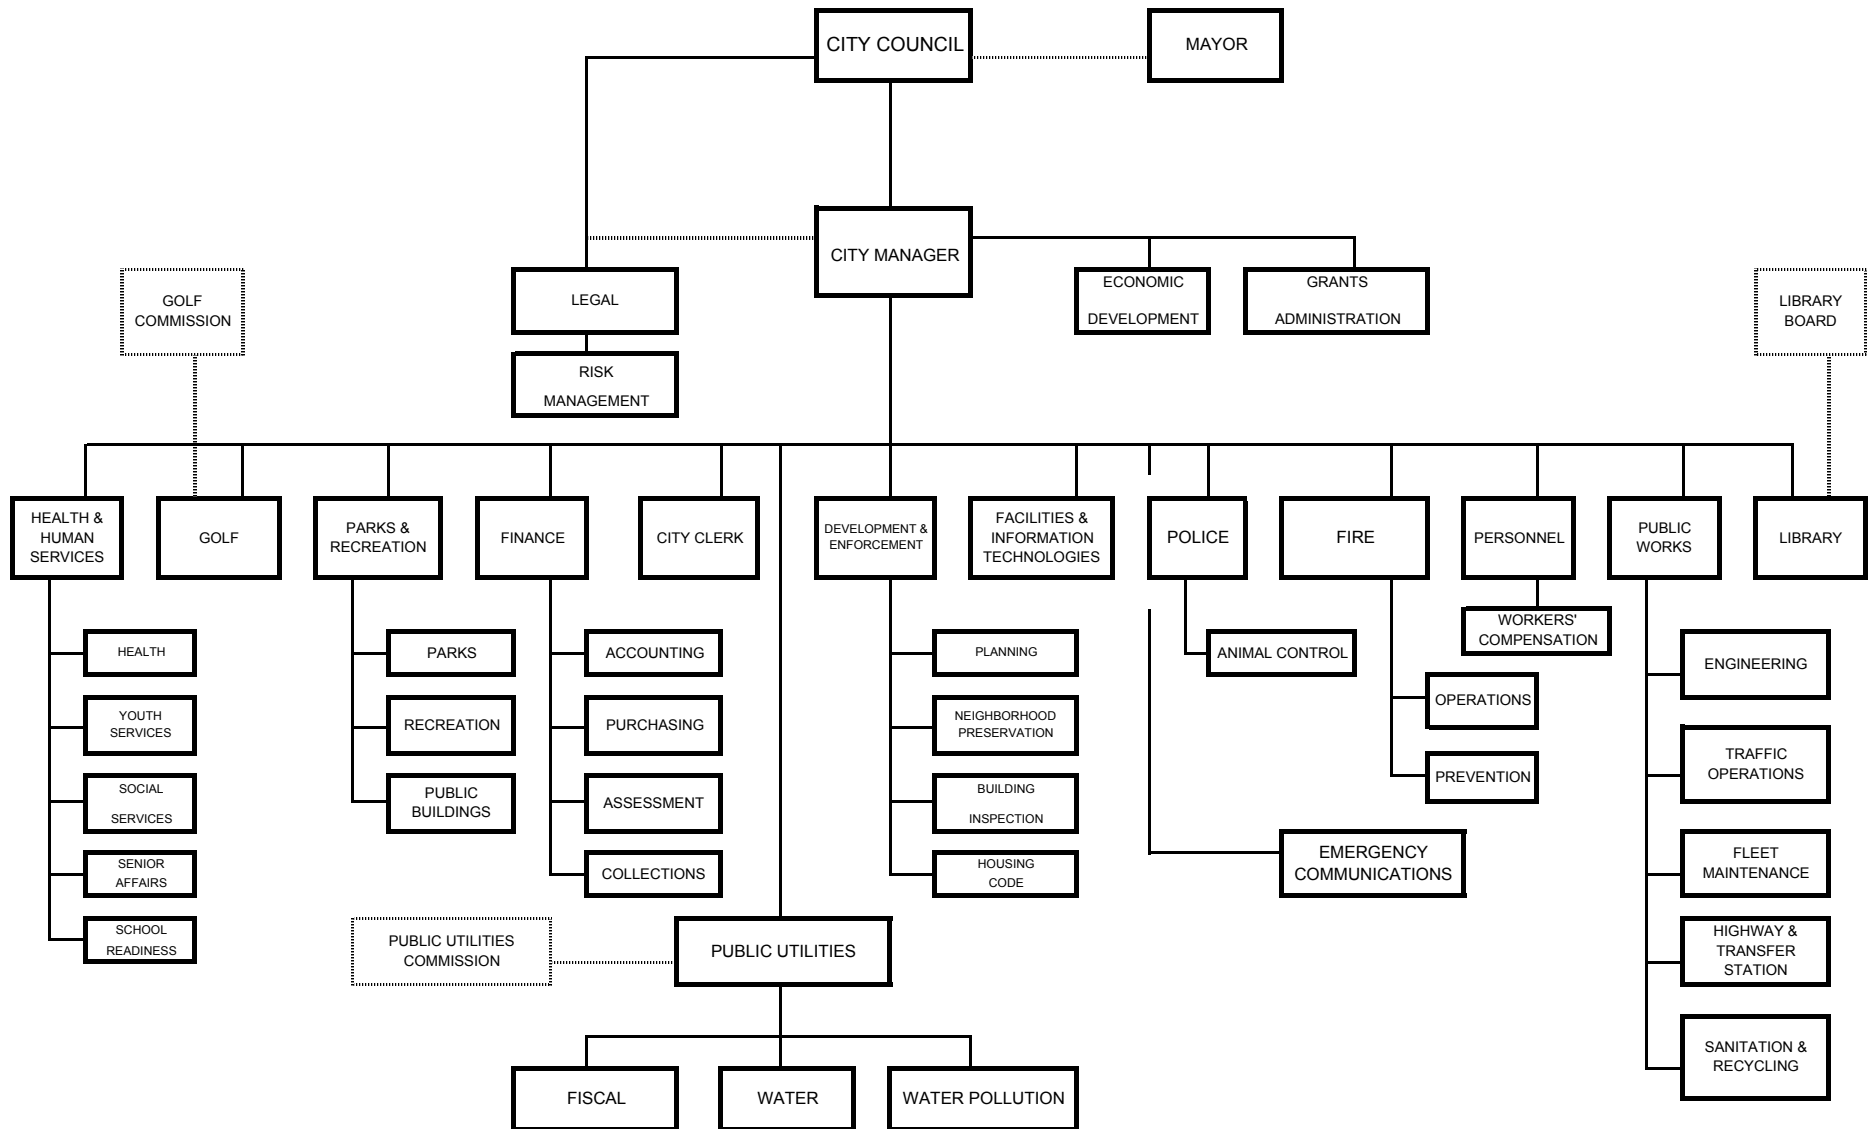 CITY COUNCIL
MAYOR
CITY MANAGER
GOLF
COMMISSION
LEGAL
ECONOMIC
DEVELOPMENT
GRANTS
ADMINISTRATION
LIBRARY
BOARD
RISK
MANAGEMENT
HEALTH &
HUMAN
SERVICES
GOLF
PARKS &
RECREATION
FINANCE
CITY CLERK
DEVELOPMENT &
ENFORCEMENT
FACILITIES &
INFORMATION
TECHNOLOGIES
POLICE
FIRE
PERSONNEL
PUBLIC
WORKS
LIBRARY
HEALTH
YOUTH
SERVICES
SOCIAL
SERVICES
SENIOR
AFFAIRS
SCHOOL
READINESS
PARKS
RECREATION
PUBLIC
BUILDINGS
ACCOUNTING
PURCHASING
ASSESSMENT
COLLECTIONS
PLANNING
NEIGHBORHOOD
PRESERVATION
BUILDING
INSPECTION
HOUSING
CODE
ANIMAL CONTROL
OPERATIONS
PREVENTION
WORKERS'
COMPENSATION
EMERGENCY
COMMUNICATIONS
ENGINEERING
TRAFFIC
OPERATIONS
FLEET
MAINTENANCE
HIGHWAY &
TRANSFER
STATION
SANITATION &
RECYCLING
PUBLIC UTILITIES
COMMISSION
PUBLIC UTILITIES
FISCAL
WATER
WATER POLLUTION